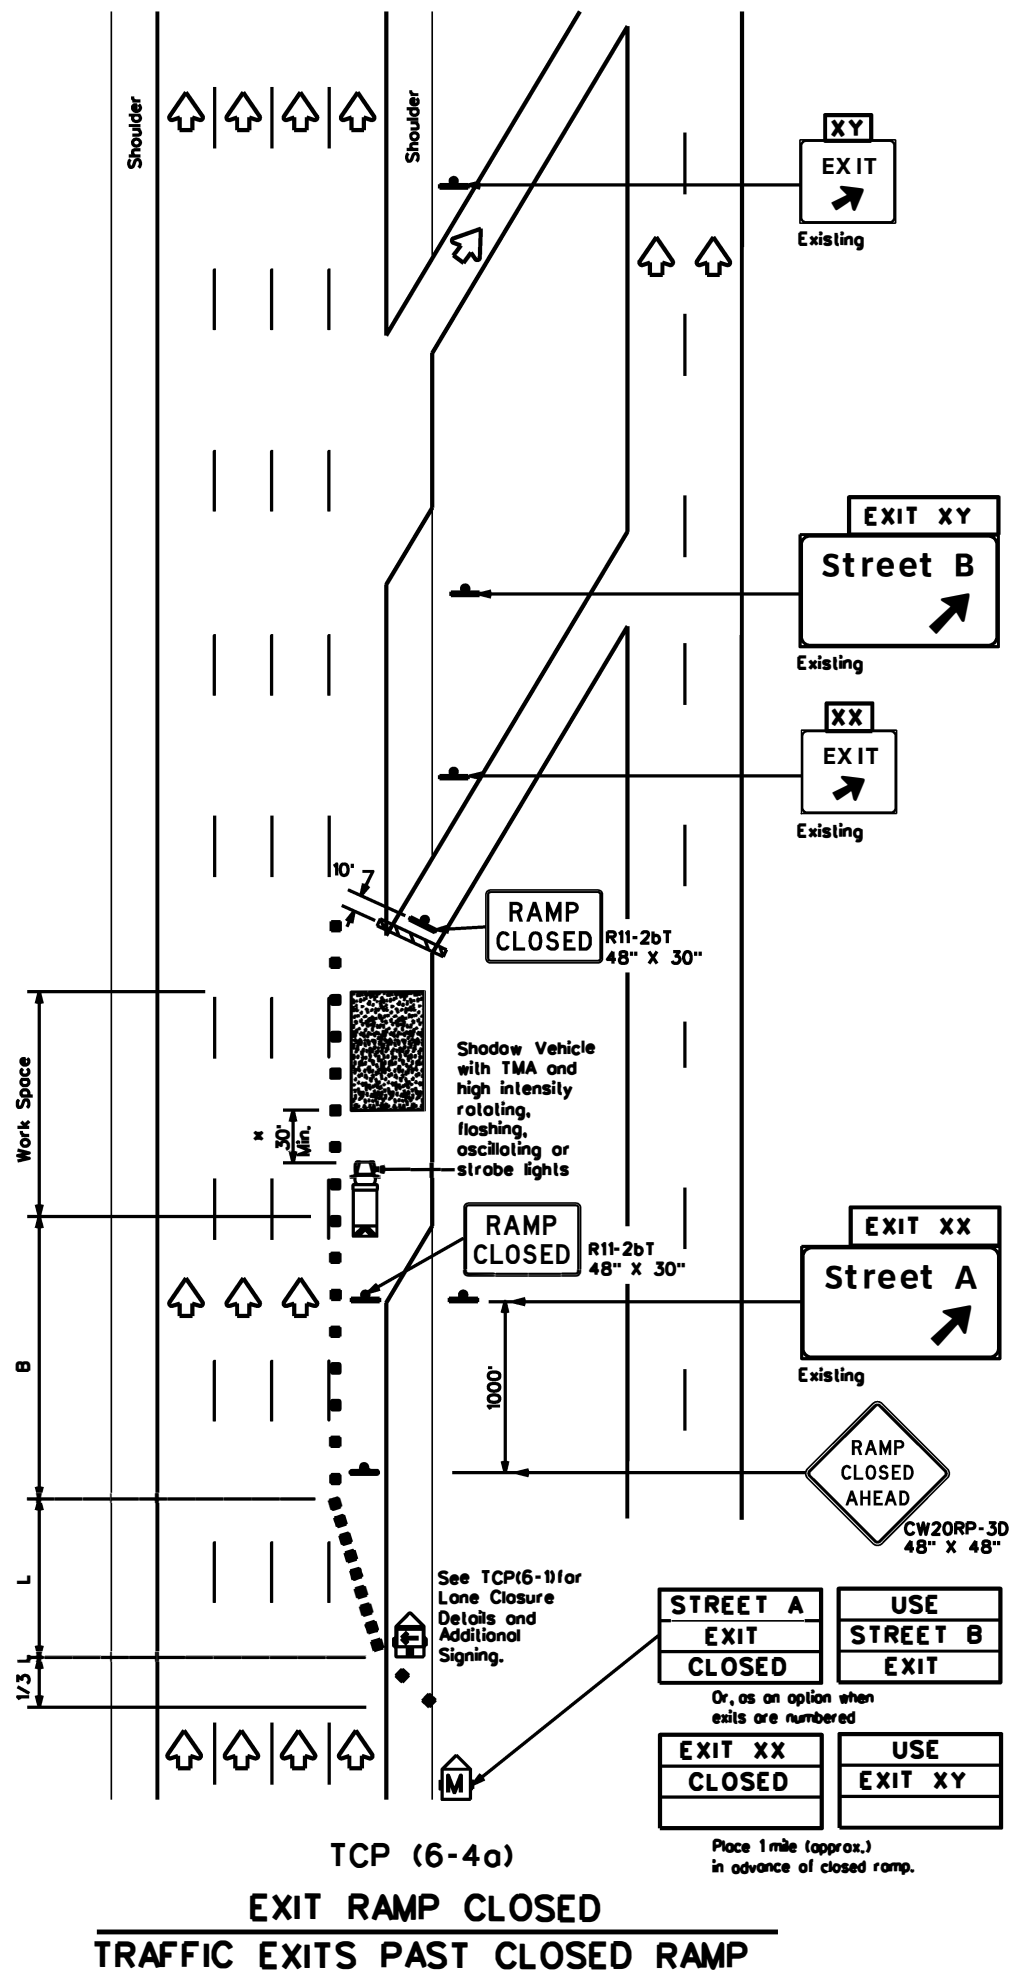 Shoulder
Shoulder
XY
EXIT
Existing
EXIT XY
Street B
Existing
XX
EXIT
Existing
10'
RAMP
CLOSED
R11-2bT
48" X 30"
Work Space
x
30'
Min.
Shadow Vehicle
with TMA and
high intensity
rotating,
flashing,
oscillating or
strobe lights
RAMP
CLOSED
R11-2bT
48" X 30"
EXIT XX
Street A
Existing
B
1000'
RAMP
CLOSED
AHEAD
CW20RP-3D
48" X 48"
L
1/3 L
See TCP(6-1)for
Lane Closure
Details and
Additional
Signing.
STREET A
EXIT
CLOSED
USE
STREET B
EXIT
Or, as an option when
exits are numbered
EXIT XX
CLOSED
USE
EXIT XY
M
Place 1 mile (approx.)
in advance of closed ramp.
TCP (6-4a)
EXIT RAMP CLOSED
TRAFFIC EXITS PAST CLOSED RAMP